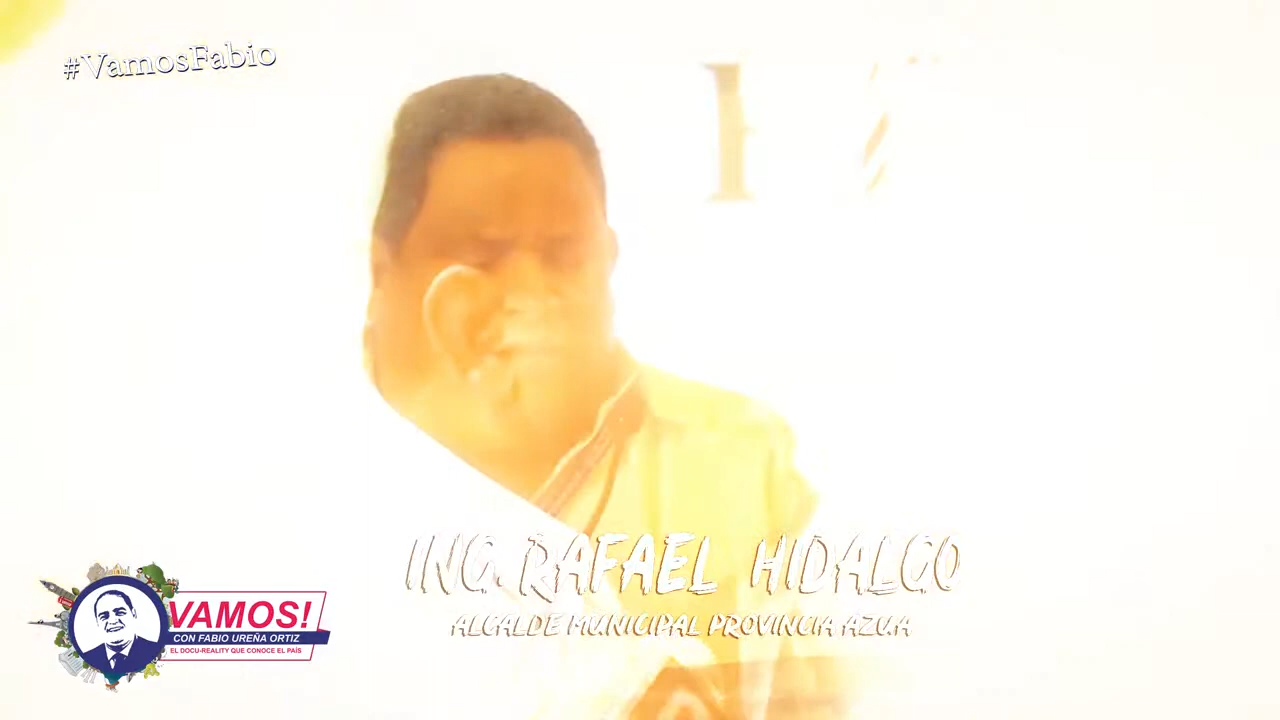 #VamosFabio
ING. RAFAEL HIDALGO
ALCALDE MUNICIPAL PROVINCIA AZUA
VAMOS!
CON FABIO UREÑA ORTIZ
EL DOCU-REALITY QUE CONOCE EL PAÍS